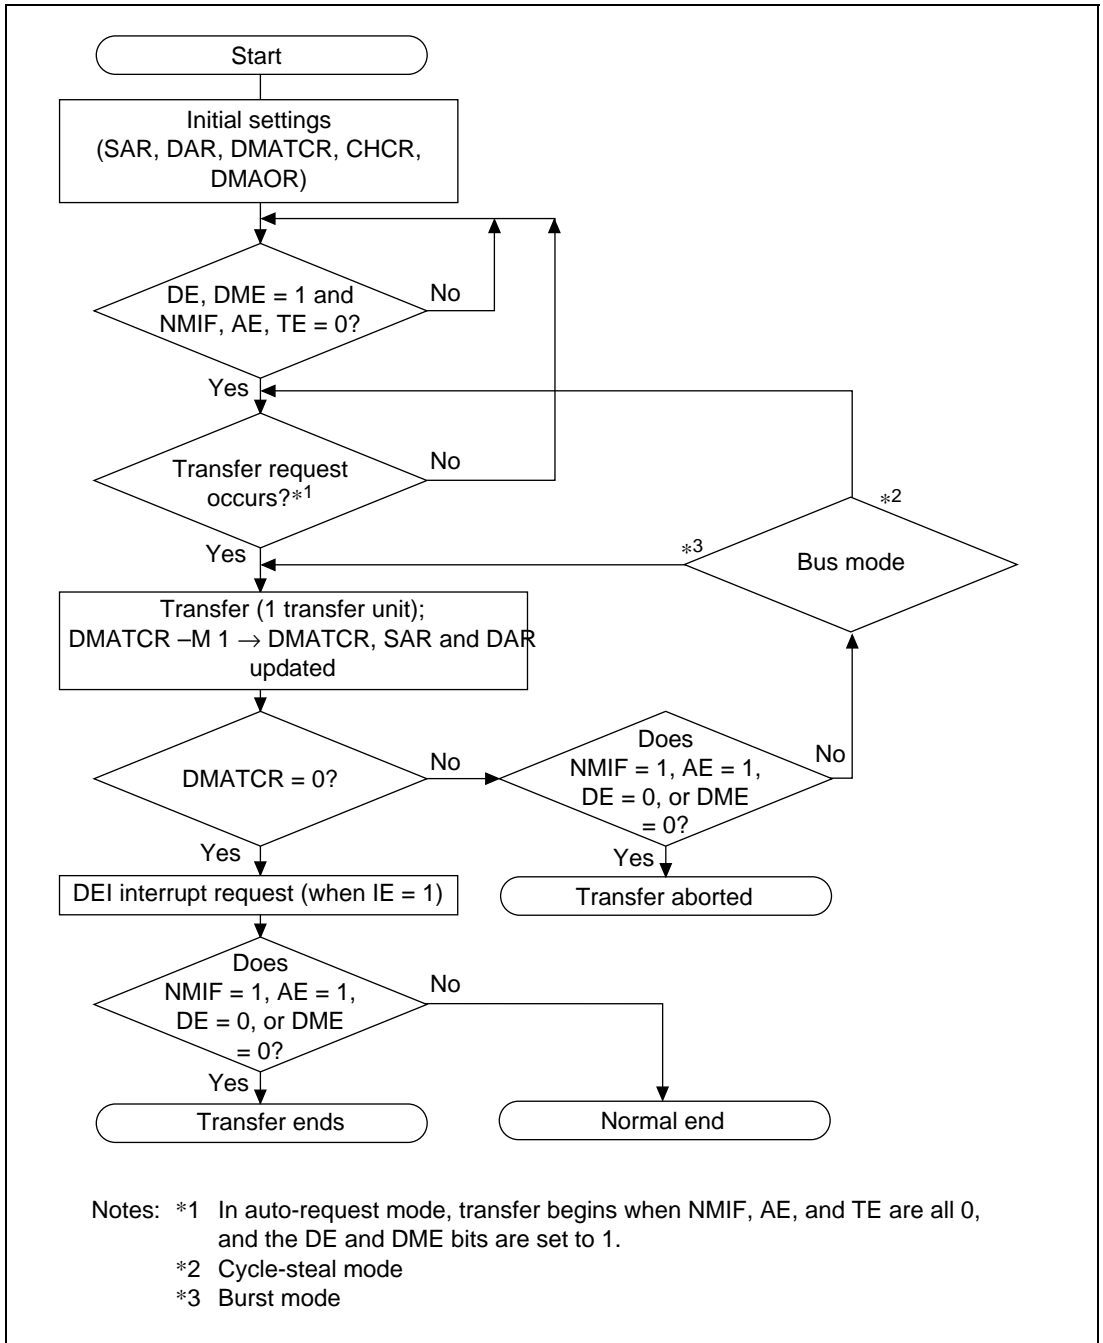 Start
Initial settings
(SAR, DAR, DMATCR, CHCR,
DMAOR)
DE, DME = 1 and
NMIF, AE, TE = 0?
No
Yes
Transfer request
occurs?*1
No
Yes
*2
*3
Bus mode
Transfer (1 transfer unit);
DMATCR –M 1 → DMATCR, SAR and DAR
updated
DMATCR = 0?
No
Does
NMIF = 1, AE = 1,
DE = 0, or DME
= 0?
No
Yes
Yes
DEI interrupt request (when IE = 1)
Transfer aborted
Does
NMIF = 1, AE = 1,
DE = 0, or DME
= 0?
No
Yes
Transfer ends
Normal end
Notes: *1 In auto-request mode, transfer begins when NMIF, AE, and TE are all 0,
and the DE and DME bits are set to 1.
*2 Cycle-steal mode
*3 Burst mode